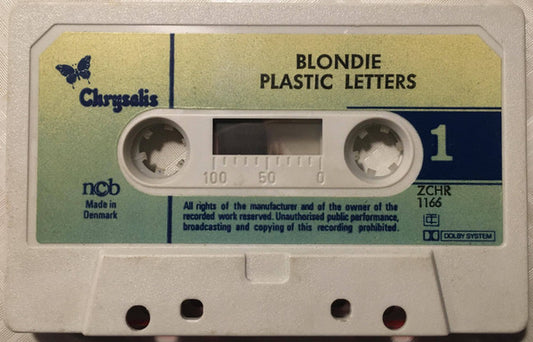 BLONDIE
PLASTIC LETTERS
Chrysalis
1
100 50 0
ncb
Made in
Denmark
All rights of the manufacturer and of the owner of the
recorded work reserved. Unauthorised public performance,
broadcasting and copying of this recording prohibited.
ZCHR
1166
DOLBY SYSTEM